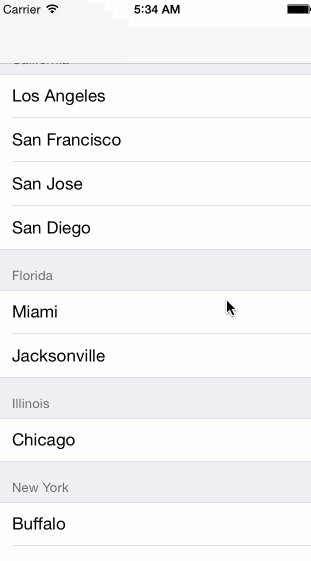 Carrier 5:34 AM
California
Los Angeles
San Francisco
San Jose
San Diego
Florida
Miami
Jacksonville
Illinois
Chicago
New York
Buffalo